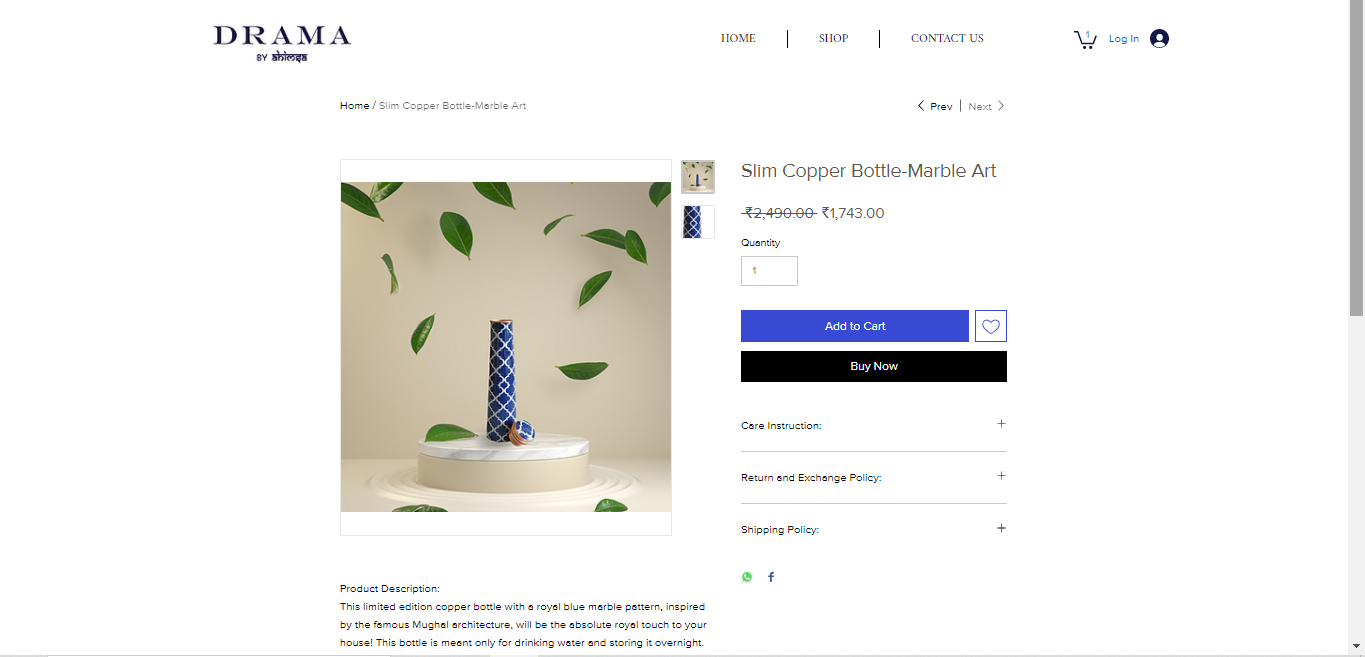 DRAMA
BY ahimsa
HOME
SHOP
CONTACT US
1
Log In
Home / Slim Copper Bottle-Marble Art
Prev | Next
Slim Copper Bottle-Marble Art
₹2,490.00 ₹1,743.00
Quantity
1
Add to Cart
Buy Now
Care Instruction:
Return and Exchange Policy:
Shipping Policy:
Product Description:
This limited edition copper bottle with a royal blue marble pattern, inspired
by the famous Mughal architecture, will be the absolute royal touch to your
house! This bottle is meant only for drinking water and storing it overnight.